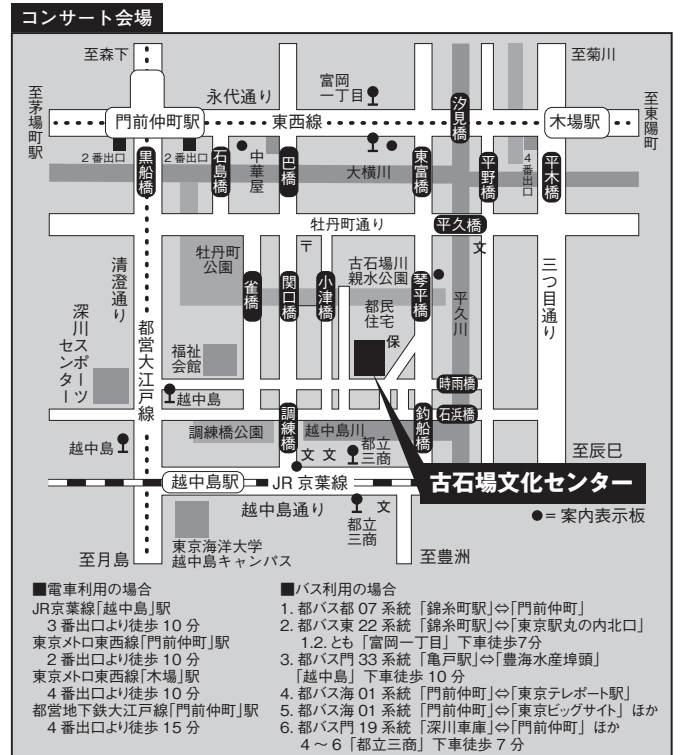 コンサート会場
至森下
至菊川
至茅場町駅
永代通り
富岡一丁目
汐見橋
至東陽町
門前仲町駅
東西線
木場駅
2番出口
黒船橋
2番出口
石島橋
中華屋
巴橋
大横川
東富橋
平野橋
4番出口
平木橋
牡丹町通り
平久橋
文
清澄通り
牡丹町公園
〒
古石場川親水公園
雀橋
関口橋
小津橋
琴平橋
平久川
三つ目通り
都民住宅
保
深川スポーツセンター
都営大江戸線
福祉会館
時雨橋
越中島
石浜橋
調練橋公園
調練橋
越中島川
釣船橋
越中島
文 文
都立三商
至辰巳
越中島駅
JR 京葉線
古石場文化センター
越中島通り
都立三商
文
●= 案内表示板
至月島
東京海洋大学
越中島キャンパス
至豊洲
■電車利用の場合
JR京葉線「越中島」駅
3 番出口より徒歩 10 分
東京メトロ東西線「門前仲町」駅
2 番出口より徒歩 10 分
東京メトロ東西線「木場」駅
4 番出口より徒歩 10 分
都営地下鉄大江戸線「門前仲町」駅
4 番出口より徒歩 15 分
■バス利用の場合
1. 都バス都 07 系統 「錦糸町駅」⇔「門前仲町」
2. 都バス東 22 系統 「錦糸町駅」⇔「東京駅丸の内北口」
1.2. とも 「富岡一丁目」 下車徒歩7分
3. 都バス門 33 系統 「亀戸駅」⇔「豊海水産埠頭」
「越中島」 下車徒歩 10 分
4. 都バス海 01 系統 「門前仲町」⇔「東京テレポート駅」
5. 都バス海 01 系統 「門前仲町」⇔「東京ビッグサイト」 ほか
6. 都バス門 19 系統 「深川車庫」⇔「門前仲町」 ほか
4 ~ 6 「都立三商」 下車徒歩 7 分